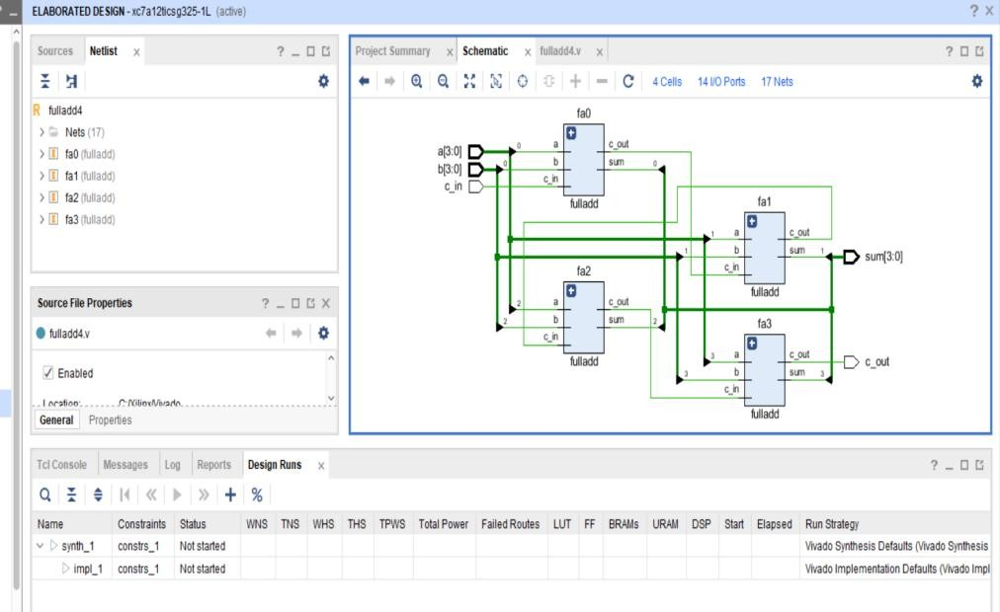 ELABORATED DESIGN - xc7a12ticsg325-1L (active)
Sources Netlist
fulladd4
Nets (17)
fa0 (fulladd)
fa1 (fulladd)
fa2 (fulladd)
fa3 (fulladd)
Source File Properties
fulladd4.v
Enabled
Location: C:/Xilinx/Vivado
General Properties
Project Summary Schematic fulladd4.v
4 Cells 14 I/O Ports 17 Nets
fa0
a[3:0] 0 a c_out
b[3:0] 0 b sum 0
c_in c_in
fulladd
fa1
1 a c_out
1 b sum 1 sum[3:0]
c_in
fulladd
fa2
2 a c_out
2 b sum 2
c_in
fulladd
fa3
3 a c_out c_out
3 b sum 3
c_in
fulladd
Tcl Console Messages Log Reports Design Runs
Name Constraints Status WNS TNS WHS THS TPWS Total Power Failed Routes LUT FF BRAMs URAM DSP Start Elapsed Run Strategy
synth_1 constrs_1 Not started Vivado Synthesis Defaults (Vivado Synthesis
impl_1 constrs_1 Not started Vivado Implementation Defaults (Vivado Impl